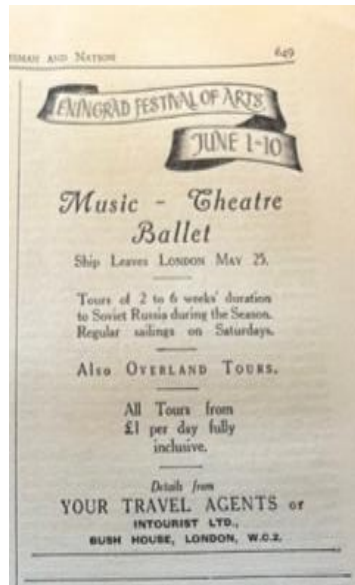 ESMAN AND NATION 649
LENINGRAD FESTIVAL OF ARTS
JUNE 1-10
Music - Theatre
Ballet
Ship Leaves LONDON MAY 25.
Tours of 2 to 6 weeks' duration
to Soviet Russia during the Season.
Regular sailings on Saturdays.
Also OVERLAND TOURS.
All Tours from
£1 per day fully
inclusive.
Details from
YOUR TRAVEL AGENTS or
INTOURIST LTD.,
BUSH HOUSE, LONDON, W.C.2.